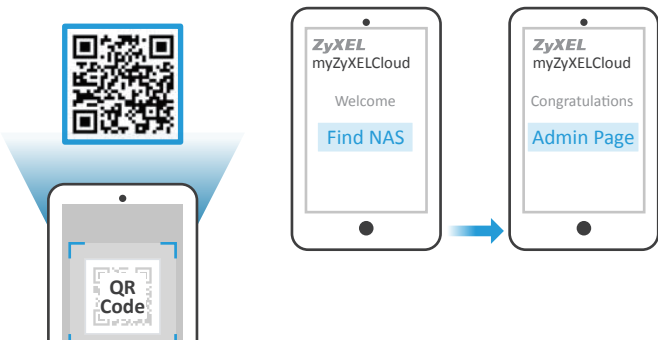 QR
Code
ZyXEL
myZyXELCloud
Welcome
Find NAS
ZyXEL
myZyXELCloud
Congratulations
Admin Page